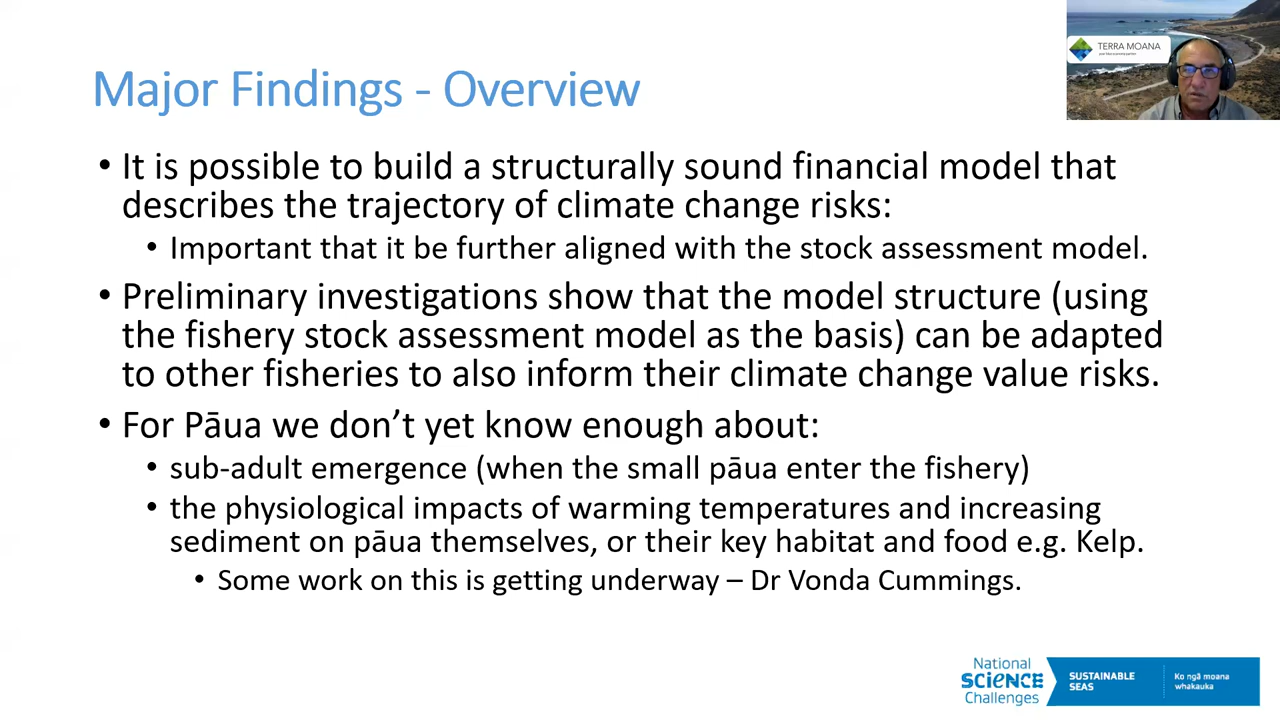 TERRA MOANA
Major Findings - Overview
• It is possible to build a structurally sound financial model that
describes the trajectory of climate change risks:
• Important that it be further aligned with the stock assessment model.
• Preliminary investigations show that the model structure (using
the fishery stock assessment model as the basis) can be adapted
to other fisheries to also inform their climate change value risks.
• For Pāua we don’t yet know enough about:
• sub-adult emergence (when the small pāua enter the fishery)
• the physiological impacts of warming temperatures and increasing
sediment on pāua themselves, or their key habitat and food e.g. Kelp.
• Some work on this is getting underway – Dr Vonda Cummings.
National
SCIENCE
Challenges
SUSTAINABLE
SEAS
Ko ngā moana
whakauka